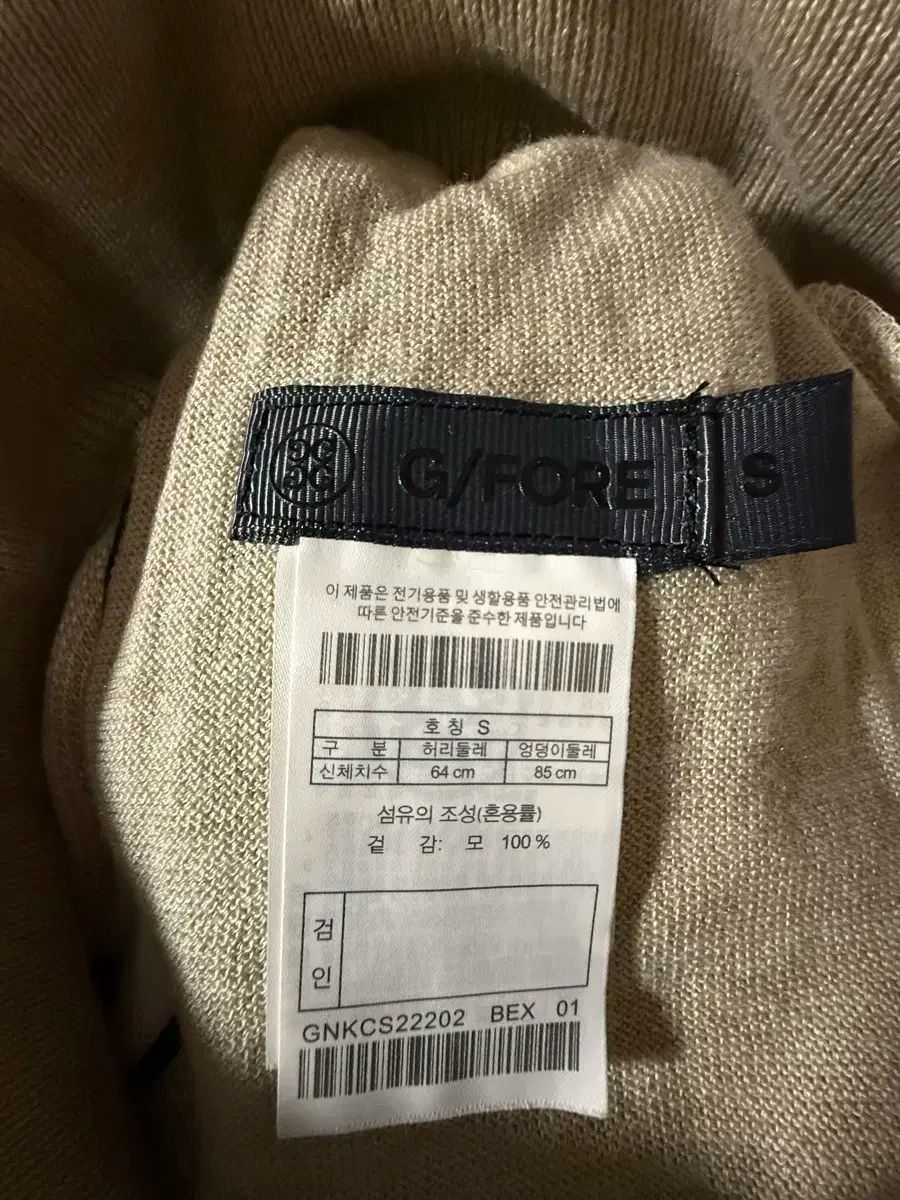 G/FORE S
이 제품은 전기용품 및 생활용품 안전관리법에
따른 안전기준을 준수한 제품입니다
호칭 S
구 분 허리둘레 엉덩이둘레
신체치수 64 cm 85 cm
섬유의 조성(혼용률)
겉 감: 모 100 %
검
인
GNKCS22202 BEX 01